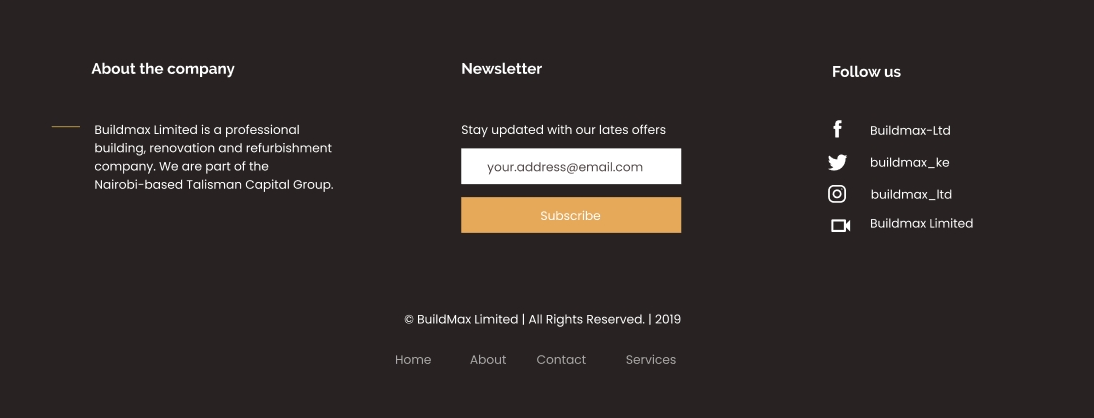 About the company
Buildmax Limited is a professional
building, renovation and refurbishment
company. We are part of the
Nairobi-based Talisman Capital Group.
Newsletter
Stay updated with our lates offers
your.address@email.com
Subscribe
Follow us
Buildmax-Ltd
buildmax_ke
buildmax_ltd
Buildmax Limited
© BuildMax Limited | All Rights Reserved. | 2019
Home About Contact Services